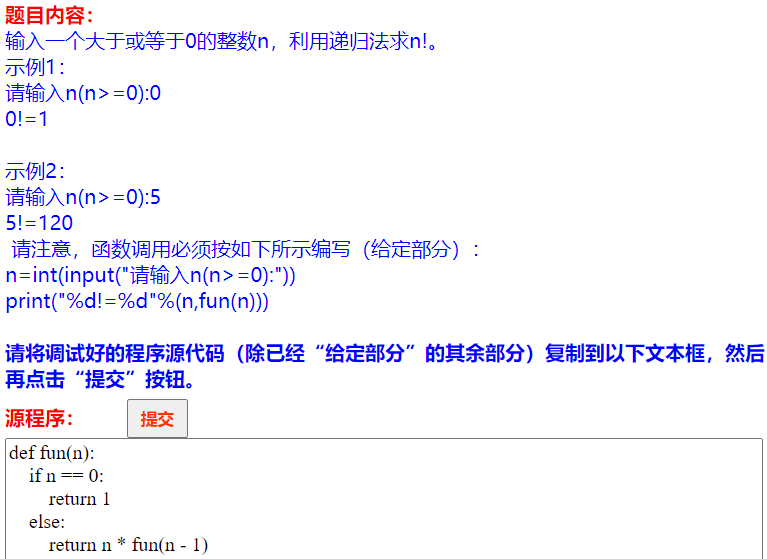 题目内容：
输入一个大于或等于0的整数n，利用递归法求n!。
示例1：
请输入n(n>=0):0
0!=1
示例2：
请输入n(n>=0):5
5!=120
请注意，函数调用必须按如下所示编写（给定部分）：
n=int(input("请输入n(n>=0):"))
print("%d!=%d"%(n,fun(n)))
请将调试好的程序源代码（除已经“给定部分”的其余部分）复制到以下文本框，然后
再点击“提交”按钮。
源程序： 提交
def fun(n):
    if n == 0:
        return 1
    else:
        return n * fun(n - 1)